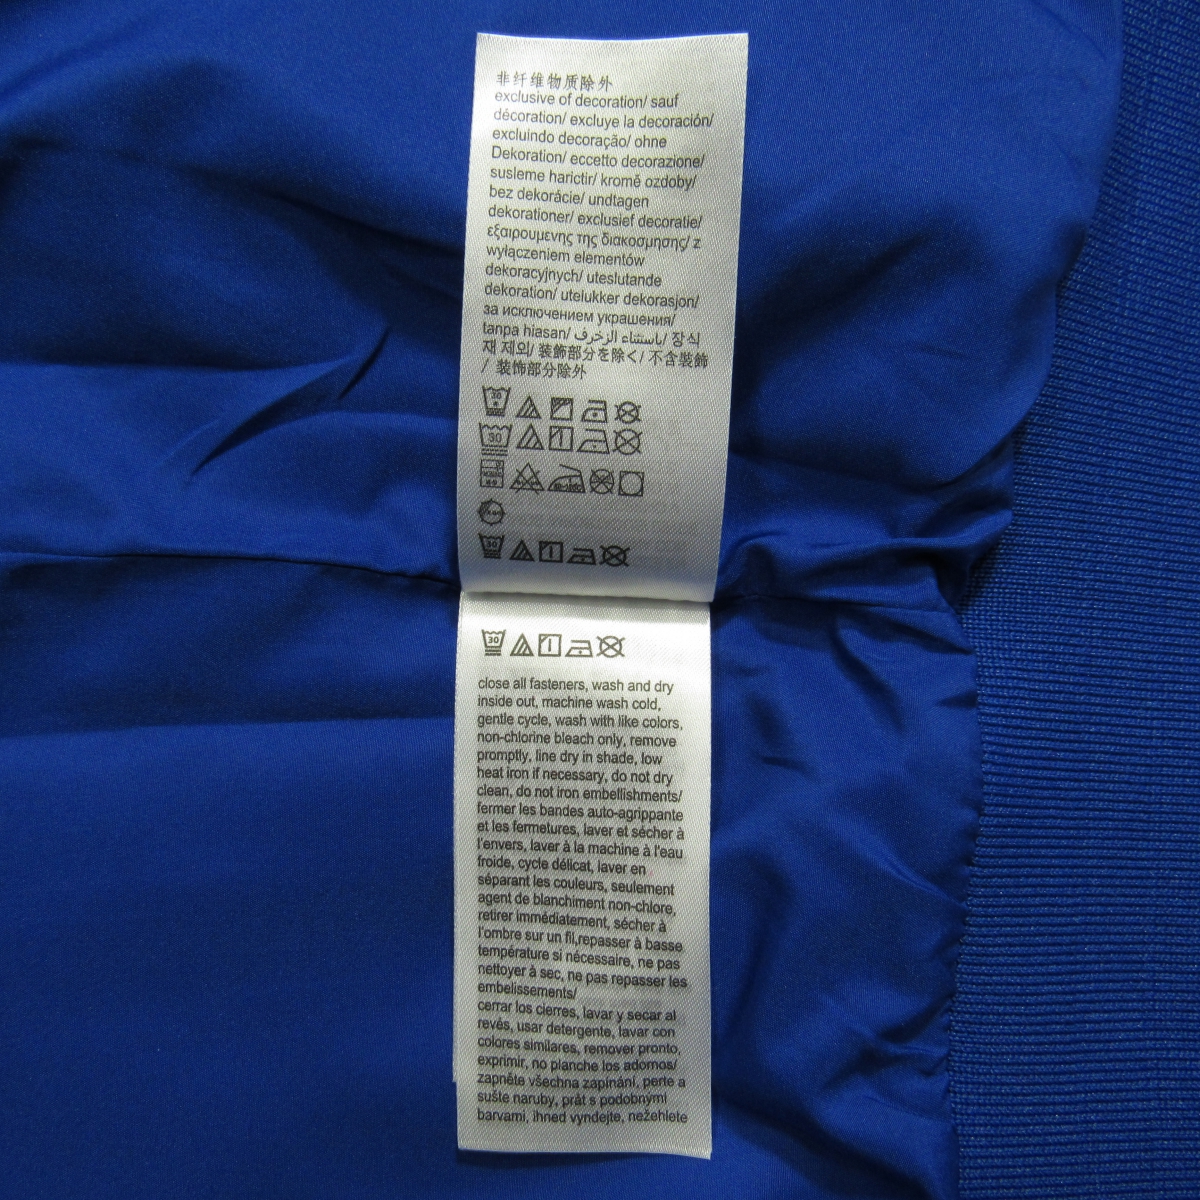 非纤维物质除外
exclusive of decoration/ sauf
décoration/ excluye la decoración/
excluindo decoração/ ohne
Dekoration/ eccetto decorazione/
susleme harictir/ kromě ozdoby/
bez dekorácie/ undtagen
dekorationer/ exclusief decoratie/
εξαιρουμενης της διακοσμησης/ z
wyłączeniem elementów
dekoracyjnych/ uteslutande
dekoration/ utelukker dekorasjon/
за исключением украшения/
tanpa hiasan/ باستثناء الزخرف/ 장식
재 제외/ 装飾部分を除く/ 不含裝飾
/ 装饰部分除外
30
30
30
30
close all fasteners, wash and dry
inside out, machine wash cold,
gentle cycle, wash with like colors,
non-chlorine bleach only, remove
promptly, line dry in shade, low
heat iron if necessary, do not dry
clean, do not iron embellishments/
fermer les bandes auto-agrippante
et les fermetures, laver et sécher à
l'envers, laver à la machine à l'eau
froide, cycle délicat, laver en
séparant les couleurs, seulement
agent de blanchiment non-chlore,
retirer immédiatement, sécher à
l'ombre sur un fil,repasser à basse
température si nécessaire, ne pas
nettoyer à sec, ne pas repasser les
embelissements/
cerrar los cierres, lavar y secar al
revés, usar detergente, lavar con
colores similares, remover pronto,
exprimir, no planche los adornos/
zapněte všechna zapínání, perte a
sušte naruby, prát s podobnými
barvami, ihned vyndejte, nežehlete